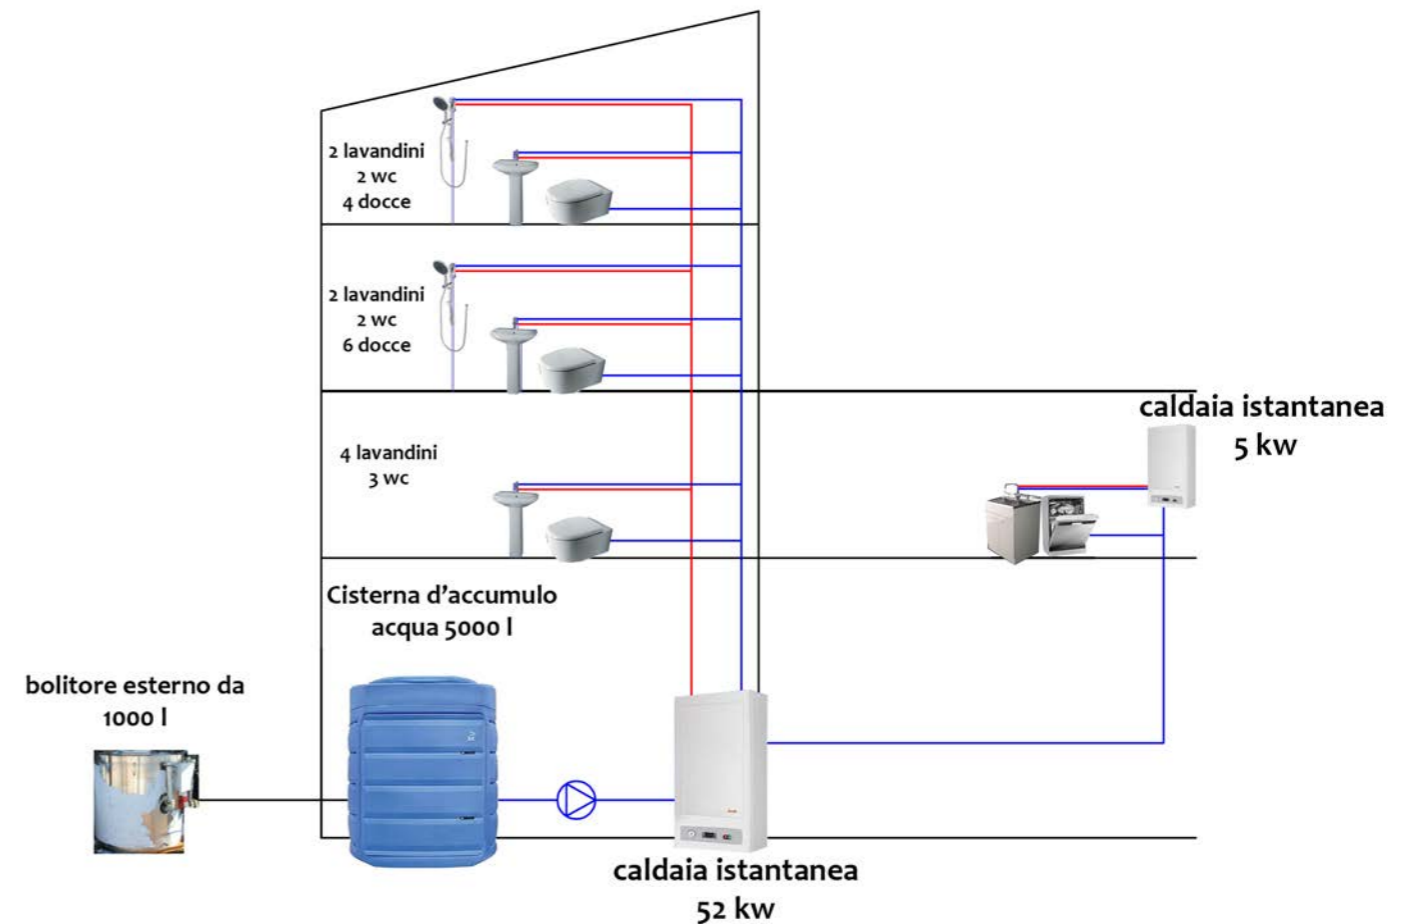 2 lavandini
2 wc
4 docce
2 lavandini
2 wc
6 docce
caldaia istantanea
5 kw
4 lavandini
3 wc
Cisterna d'accumulo
acqua 5000 l
bolitore esterno da
1000 l
caldaia istantanea
52 kw